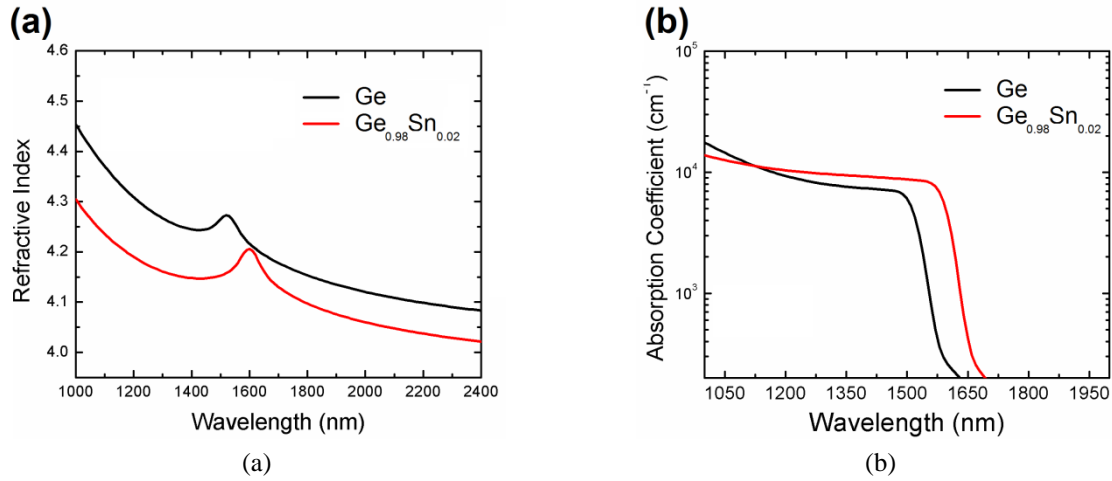 (a)
4.6
4.5
4.4
4.3
4.2
4.1
4.0
Refractive Index
Ge
Ge0.98Sn0.02
1000 1200 1400 1600 1800 2000 2200 2400
Wavelength (nm)
(a)
(b)
10^5
10^4
10^3
Absorption Coefficient (cm^-1)
Ge
Ge0.98Sn0.02
1050 1200 1350 1500 1650 1800 1950
Wavelength (nm)
(b)